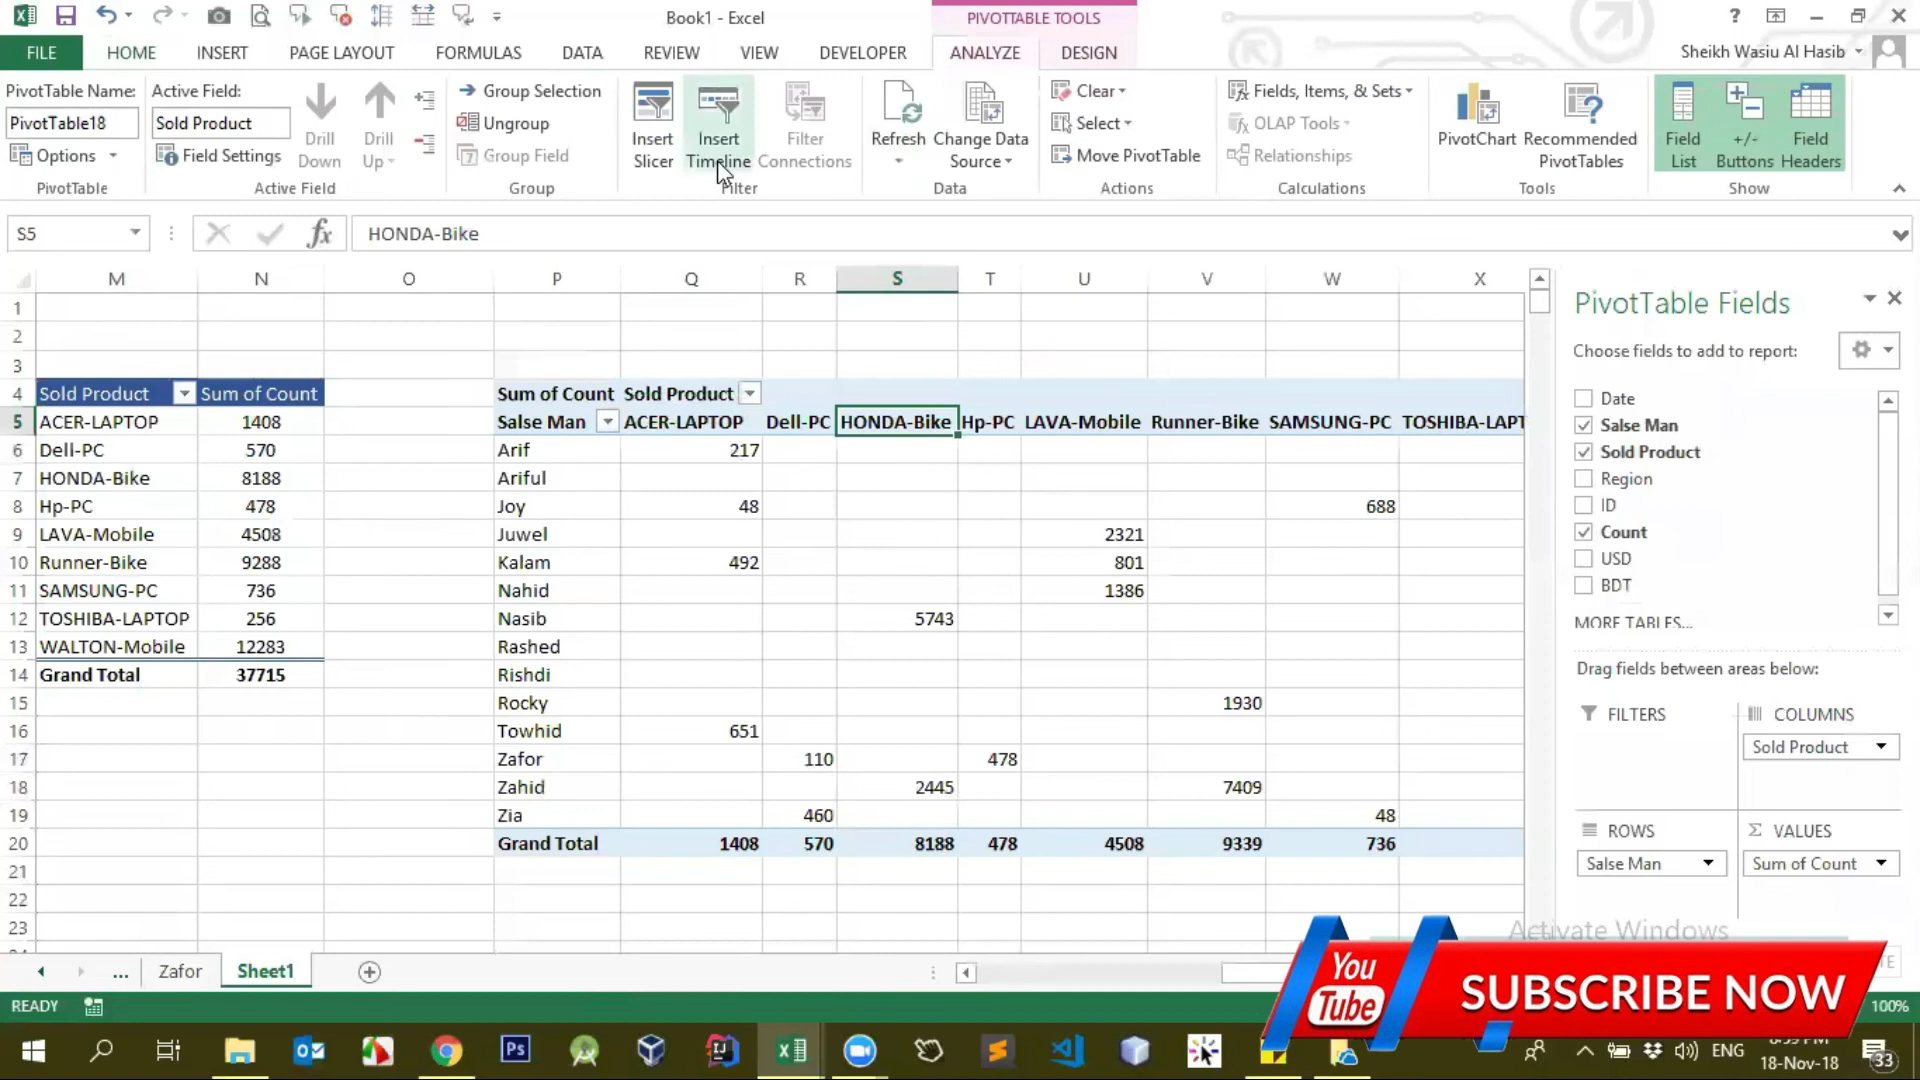 Book1 - Excel
PIVOTTABLE TOOLS
?
FILE HOME INSERT PAGE LAYOUT FORMULAS DATA REVIEW VIEW DEVELOPER ANALYZE DESIGN
Sheikh Wasiu Al Hasib
PivotTable Name:
PivotTable18
Options
PivotTable
Active Field:
Sold Product
Field Settings
Drill Down
Drill Up
Active Field
Group Selection
Ungroup
Group Field
Group
Insert Slicer
Insert Timeline
Filter Connections
Filter
Refresh
Change Data Source
Data
Clear
Select
Move PivotTable
Actions
Fields, Items, & Sets
OLAP Tools
Relationships
Calculations
PivotChart
Recommended PivotTables
Tools
Field List
+/- Buttons
Field Headers
Show
S5 fx HONDA-Bike
M N O P Q R S T U V W X
1
2
3
4 Sold Product Sum of Count Sum of Count Sold Product
5 ACER-LAPTOP 1408 Salse Man ACER-LAPTOP Dell-PC HONDA-Bike Hp-PC LAVA-Mobile Runner-Bike SAMSUNG-PC TOSHIBA-LAPT
6 Dell-PC 570 Arif 217
7 HONDA-Bike 8188 Ariful
8 Hp-PC 478 Joy 48 688
9 LAVA-Mobile 4508 Juwel 2321
10 Runner-Bike 9288 Kalam 492 801
11 SAMSUNG-PC 736 Nahid 1386
12 TOSHIBA-LAPTOP 256 Nasib 5743
13 WALTON-Mobile 12283 Rashed
14 Grand Total 37715 Rishdi
15 Rocky 1930
16 Towhid 651
17 Zafor 110 478
18 Zahid 2445 7409
19 Zia 460 48
20 Grand Total 1408 570 8188 478 4508 9339 736
21
22
23
PivotTable Fields
Choose fields to add to report:
Date
Salse Man
Sold Product
Region
ID
Count
USD
BDT
MORE TABLES...
Drag fields between areas below:
FILTERS
COLUMNS
Sold Product
ROWS
Salse Man
Σ VALUES
Sum of Count
Activate Windows
... Zafor Sheet1
READY
100%
You Tube
SUBSCRIBE NOW
ENG
18-Nov-18
33